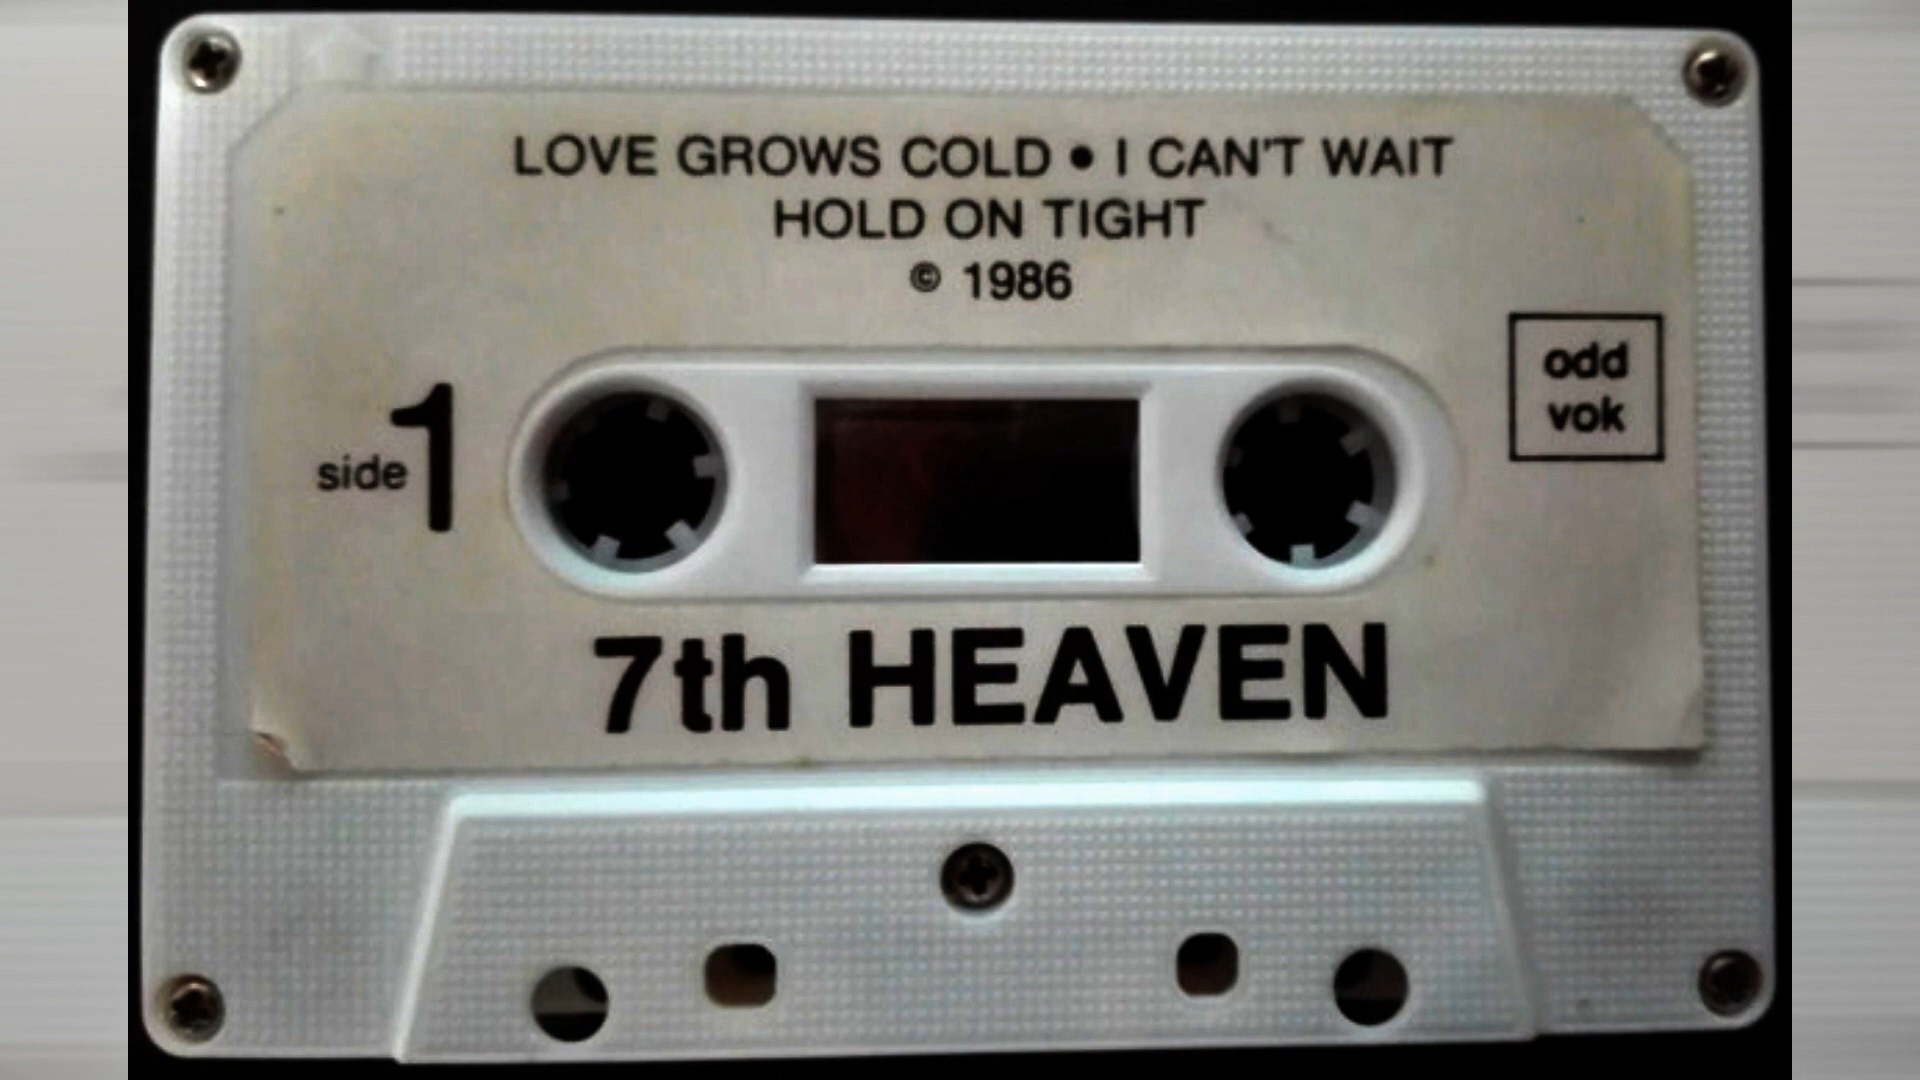 LOVE GROWS COLD • I CAN'T WAIT
HOLD ON TIGHT
© 1986
odd
vok
side 1
7th HEAVEN